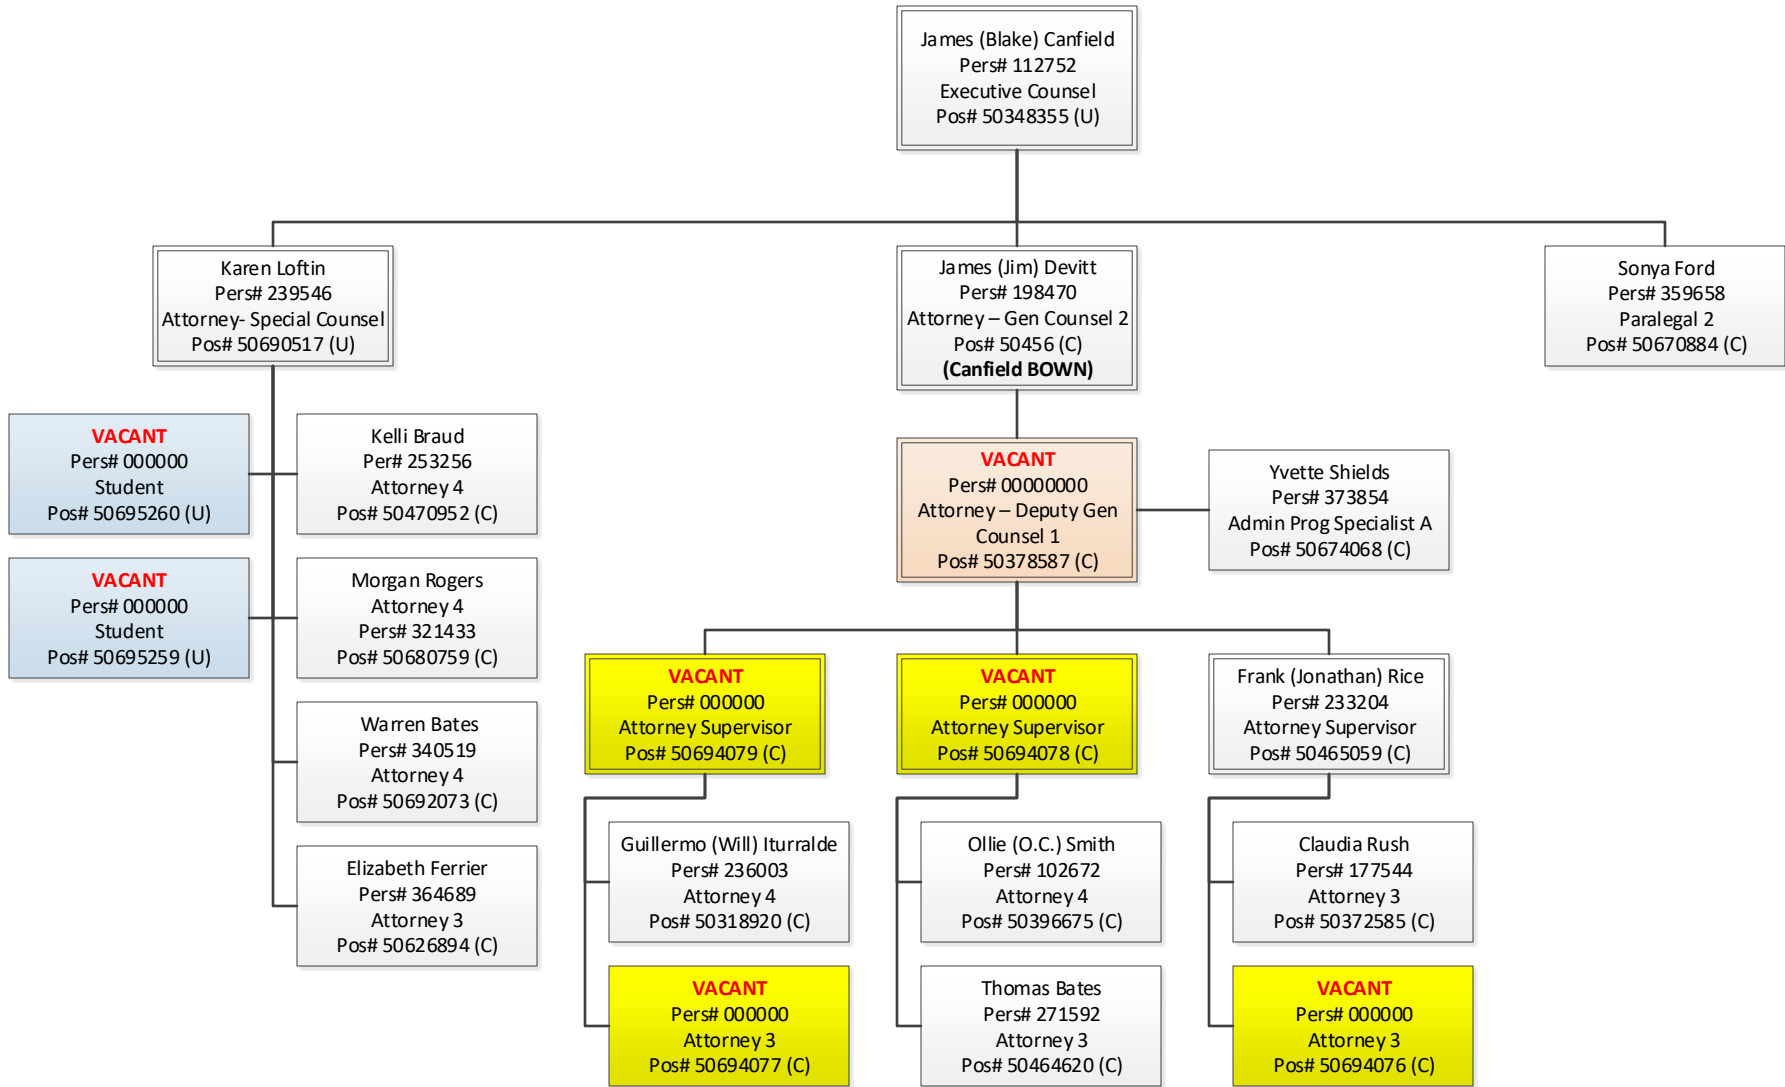 James (Blake) Canfield
Pers# 112752
Executive Counsel
Pos# 50348355 (U)
Karen Loftin
Pers# 239546
Attorney- Special Counsel
Pos# 50690517 (U)
James (Jim) Devitt
Pers# 198470
Attorney – Gen Counsel 2
Pos# 50456 (C)
(Canfield BOWN)
Sonya Ford
Pers# 359658
Paralegal 2
Pos# 50670884 (C)
VACANT
Pers# 000000
Student
Pos# 50695260 (U)
Kelli Braud
Per# 253256
Attorney 4
Pos# 50470952 (C)
VACANT
Pers# 00000000
Attorney – Deputy Gen
Counsel 1
Pos# 50378587 (C)
Yvette Shields
Pers# 373854
Admin Prog Specialist A
Pos# 50674068 (C)
VACANT
Pers# 000000
Student
Pos# 50695259 (U)
Morgan Rogers
Attorney 4
Pers# 321433
Pos# 50680759 (C)
VACANT
Pers# 000000
Attorney Supervisor
Pos# 50694079 (C)
VACANT
Pers# 000000
Attorney Supervisor
Pos# 50694078 (C)
Frank (Jonathan) Rice
Pers# 233204
Attorney Supervisor
Pos# 50465059 (C)
Warren Bates
Pers# 340519
Attorney 4
Pos# 50692073 (C)
Elizabeth Ferrier
Pers# 364689
Attorney 3
Pos# 50626894 (C)
Guillermo (Will) Iturralde
Pers# 236003
Attorney 4
Pos# 50318920 (C)
Ollie (O.C.) Smith
Pers# 102672
Attorney 4
Pos# 50396675 (C)
Claudia Rush
Pers# 177544
Attorney 3
Pos# 50372585 (C)
VACANT
Pers# 000000
Attorney 3
Pos# 50694077 (C)
Thomas Bates
Pers# 271592
Attorney 3
Pos# 50464620 (C)
VACANT
Pers# 000000
Attorney 3
Pos# 50694076 (C)